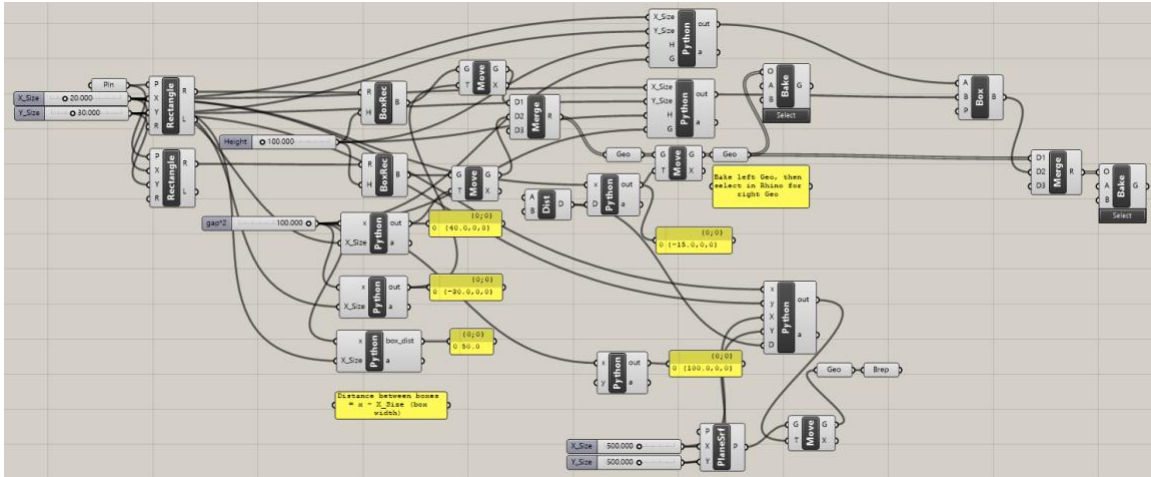 X_Size out
Y_Size
H
G a
Python
Pin
X_Size 20.000
Y_Size 30.000
P R
X
Y
R L
Rectangle
P R
X
Y
R L
Rectangle
R B
H
BoxRec
Height 100.000
R B
H
BoxRec
G G
T X
Move
G G
T X
Move
D1 R
D2
D3
Merge
X_Size out
Y_Size
H
G a
Python
O G
A
B
Bake
Select
A B
B
P
Box
Geo
G G
T X
Move
Geo
Bake left Geo, then
select in Rhino for
right Geo
D1 R
D2
D3
Merge
O G
A
B
Bake
Select
A D
B
Dist
x out
D a
Python
{0;0}
0 {-15.0,0,0}
gap*2 100.000
x out
X_Size a
Python
{0;0}
0 {40.0,0,0}
x out
X_Size a
Python
{0;0}
0 {-30.0,0,0}
x box_dist
X_Size a
Python
{0;0}
0 50.0
Distance between boxes
= x - X_Size (box
width)
x out
y a
Python
{0;0}
0 {100.0,0,0}
x out
y
X
Y a
D
Python
Geo
Brep
X_Size 500.000
Y_Size 500.000
P P
X
Y
PlaneSrf
G G
T X
Move